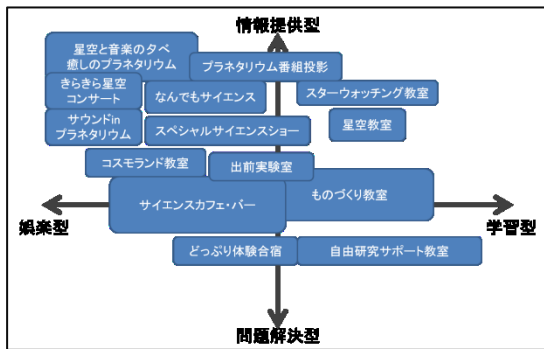 情報提供型
星空と音楽の夕べ
癒しのプラネタリウム
プラネタリウム番組投影
きらきら星空
コンサート
なんでもサイエンス
スターウォッチング教室
サウンドin
プラネタリウム
スペシャルサイエンスショー
星空教室
コスモランド教室
出前実験室
サイエンスカフェ・バー
ものづくり教室
娯楽型
学習型
どっぷり体験合宿
自由研究サポート教室
問題解決型